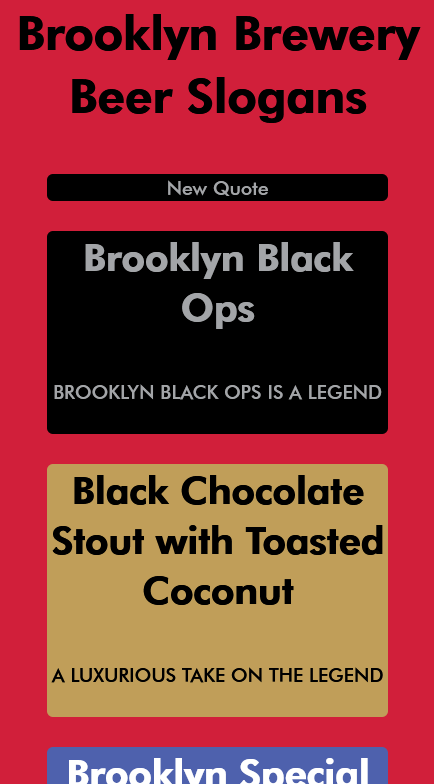 Brooklyn Brewery
Beer Slogans
New Quote
Brooklyn Black
Ops
BROOKLYN BLACK OPS IS A LEGEND
Black Chocolate
Stout with Toasted
Coconut
A LUXURIOUS TAKE ON THE LEGEND
Brooklyn Special